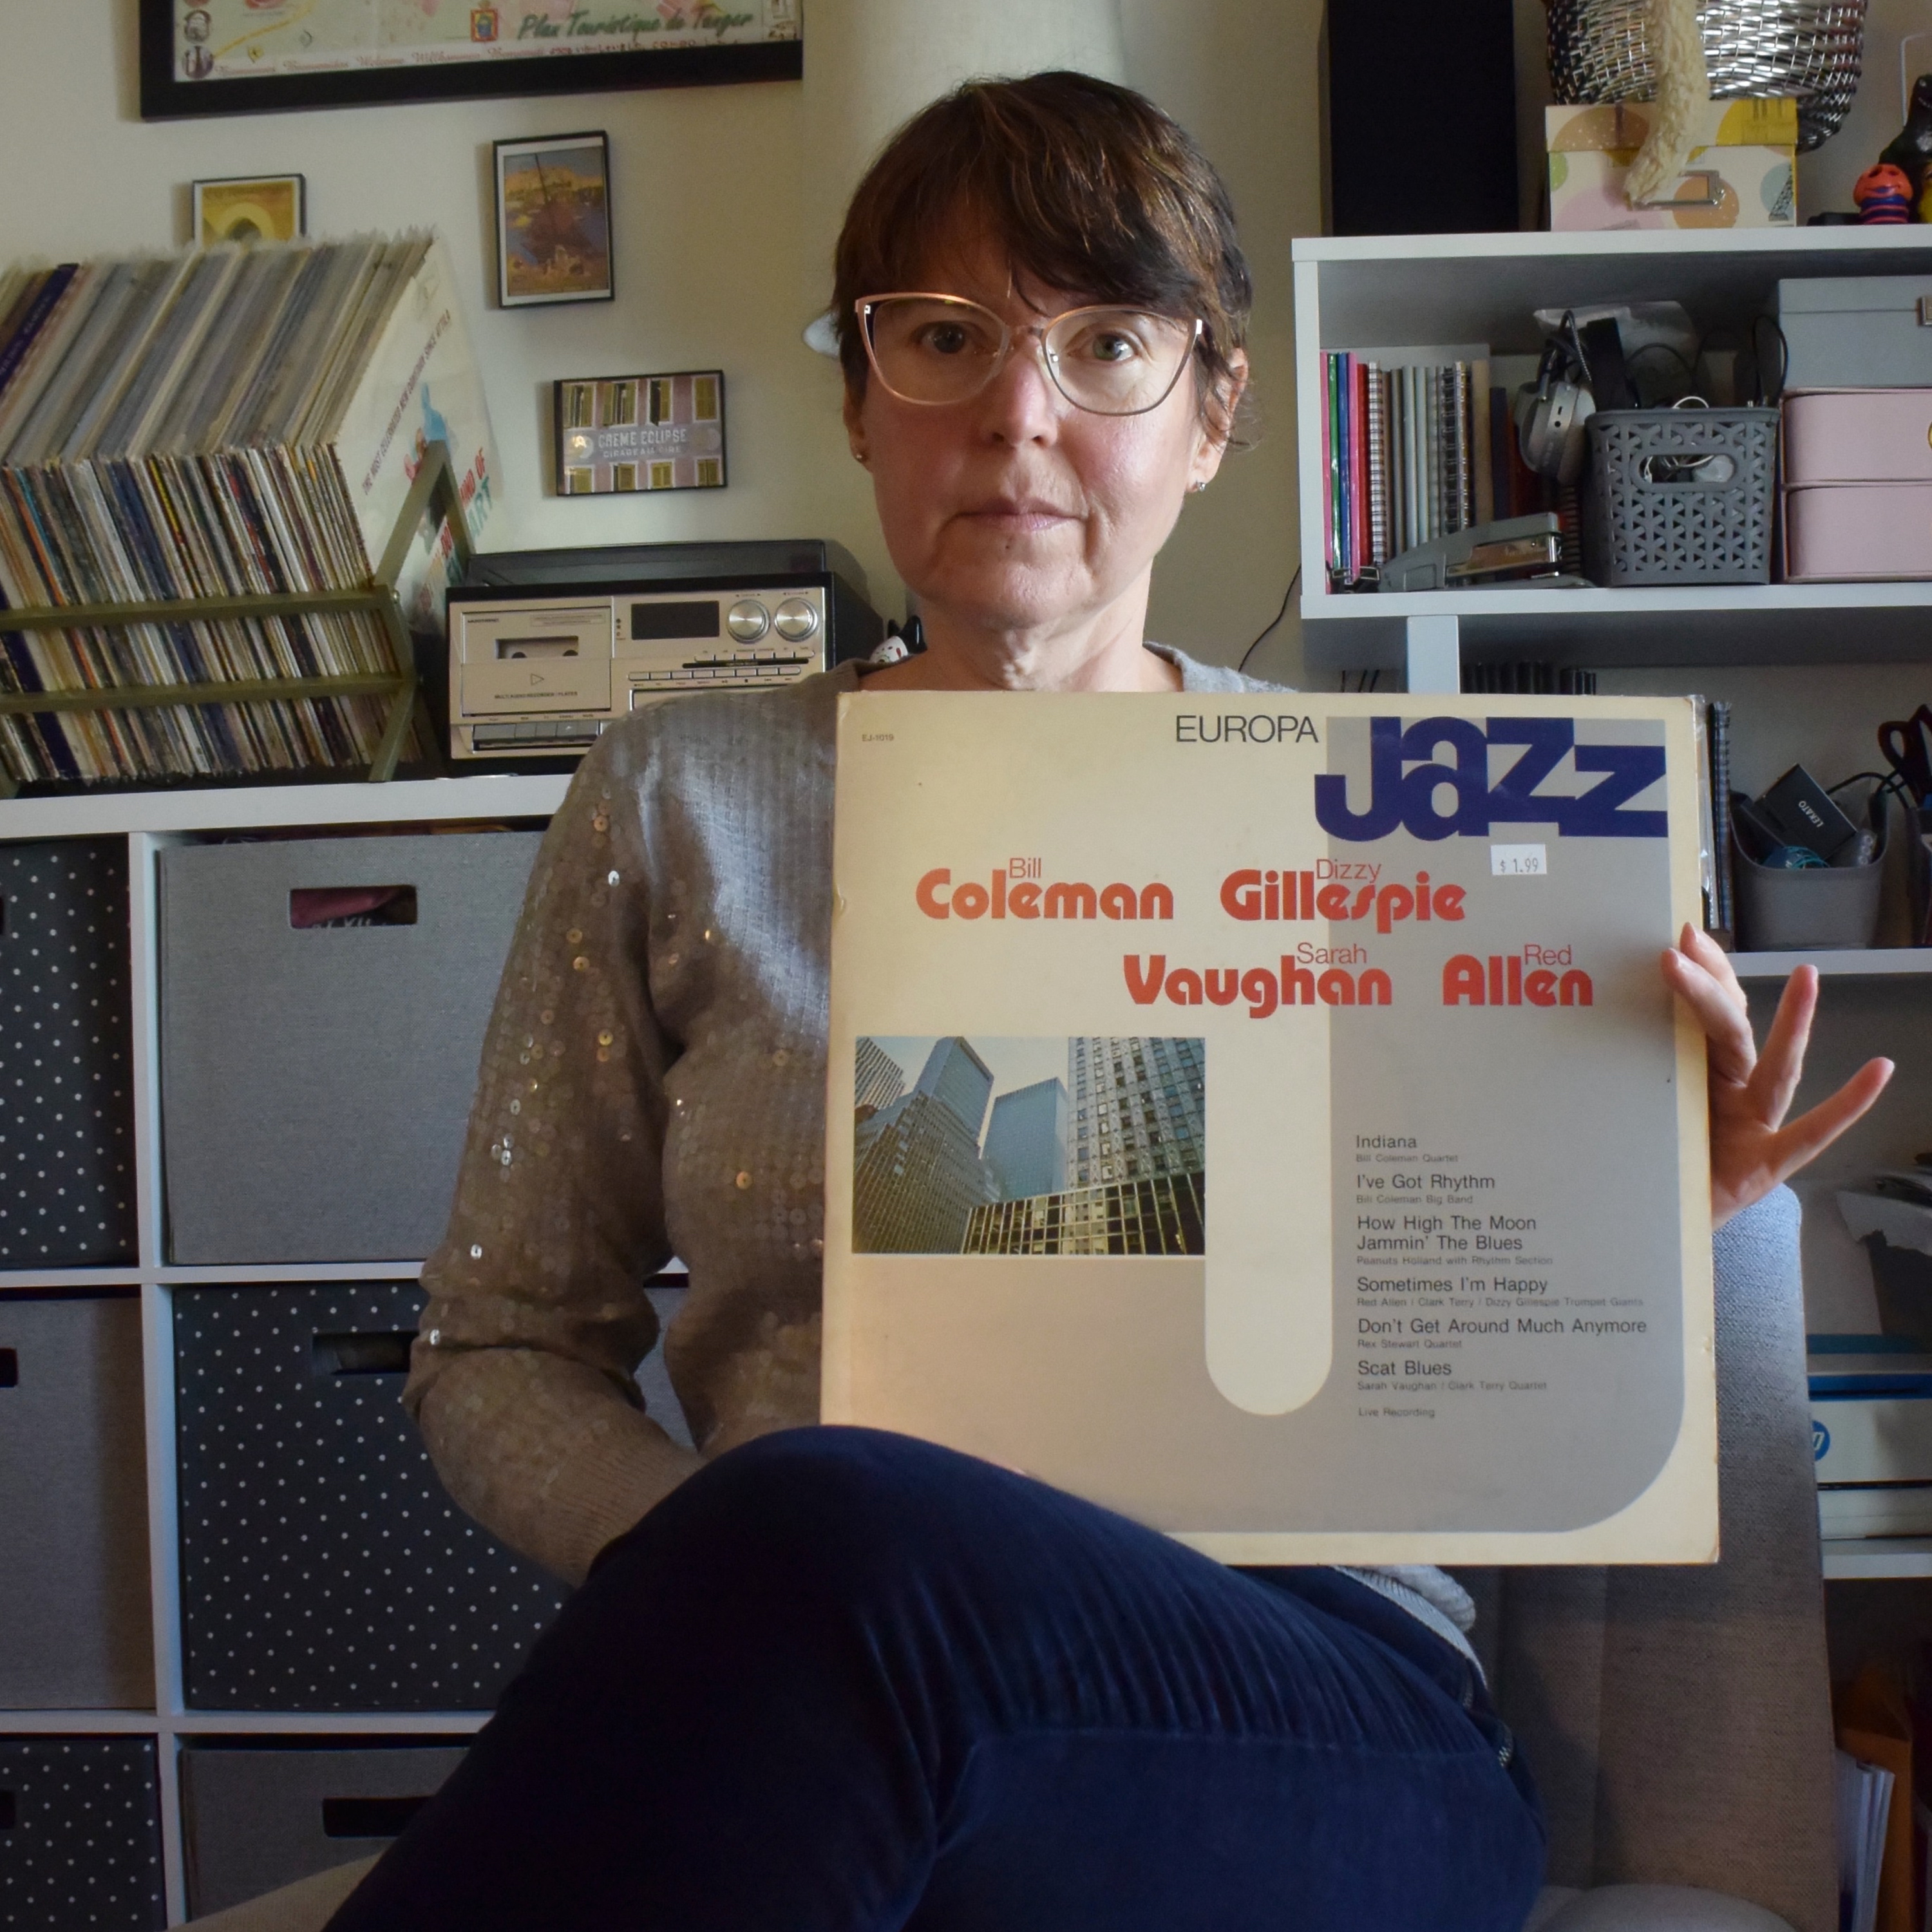 Plan Touristique de Tanger
CRÈME ECLIPSE
EUROPA
Jazz
EJ-1019
$ 1.99
Bill
Coleman
Dizzy
Gillespie
Sarah
Vaughan
Red
Allen
Indiana
Bill Coleman Quartet
I've Got Rhythm
Bill Coleman Big Band
How High The Moon
Jammin' The Blues
Peanuts Holland with Rhythm Section
Sometimes I'm Happy
Red Allen / Clark Terry / Dizzy Gillespie Trumpet Giants
Don't Get Around Much Anymore
Rex Stewart Quartet
Scat Blues
Sarah Vaughan / Clark Terry Quartet
Live Recording
LEKATO